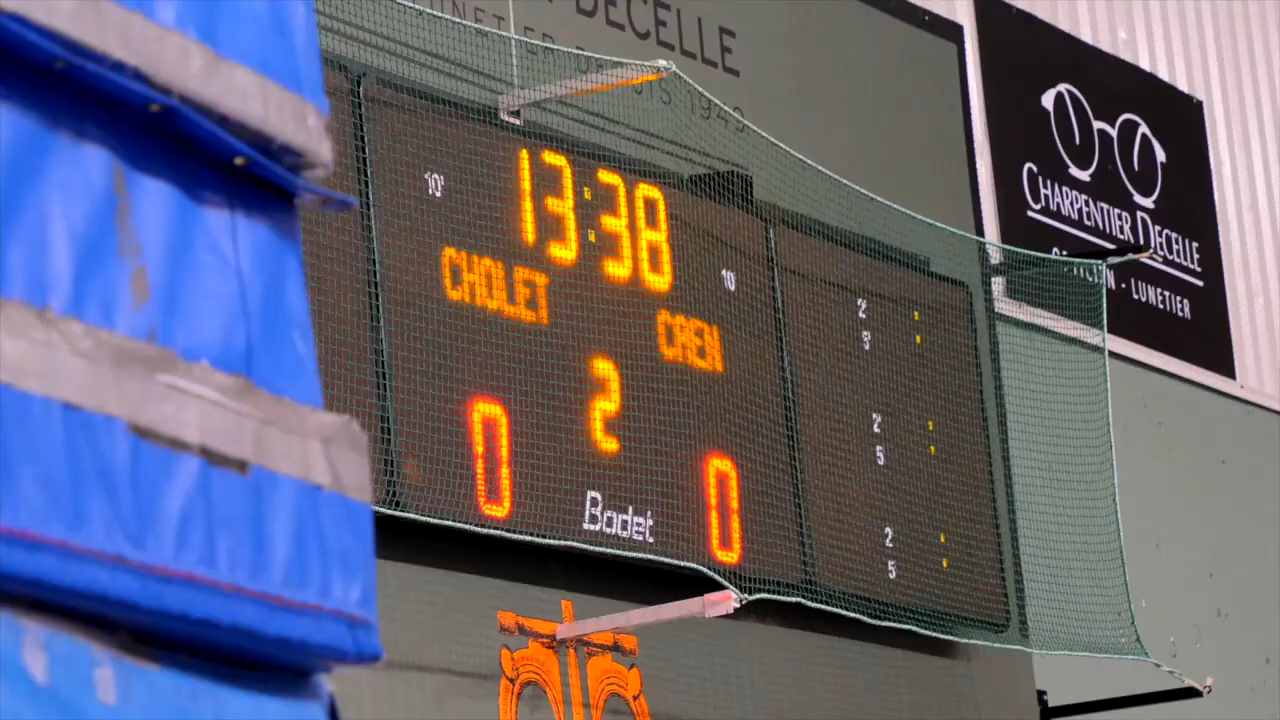 DECELLE
1949
10'
13:38
CHOLET
10'
CAEN
2
0
0
Bodet
2'
5'
2'
5
2
5
CHARPENTIER DECELLE
- LUNETIER